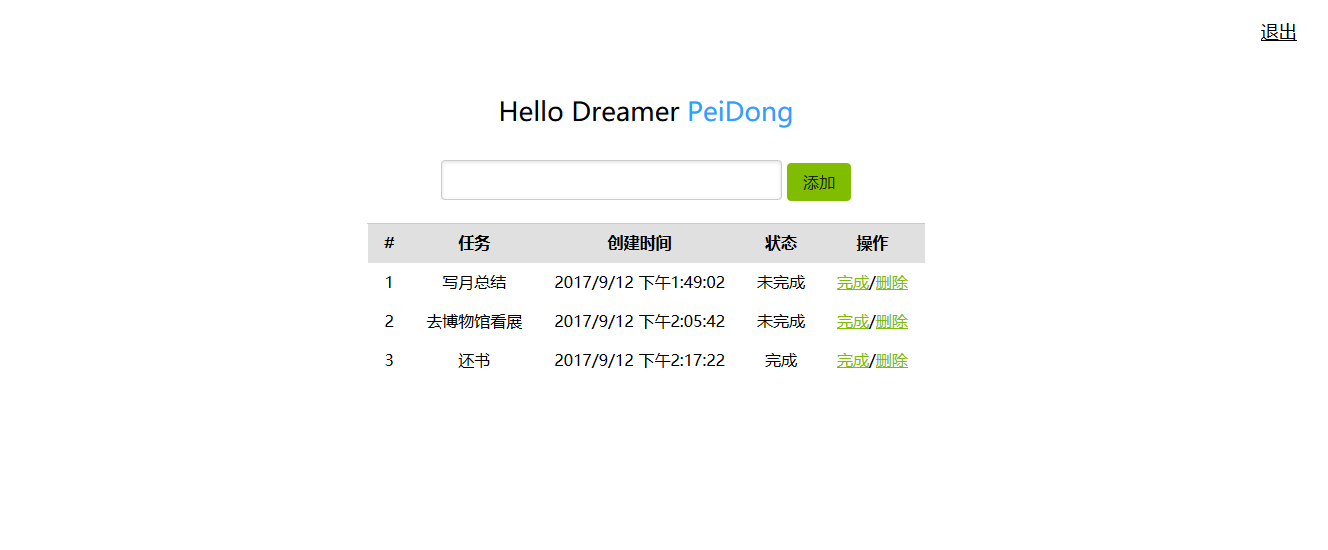 退出
Hello Dreamer PeiDong
添加
# 任务 创建时间 状态 操作
1 写月总结 2017/9/12 下午1:49:02 未完成 完成/删除
2 去博物馆看展 2017/9/12 下午2:05:42 未完成 完成/删除
3 还书 2017/9/12 下午2:17:22 完成 完成/删除